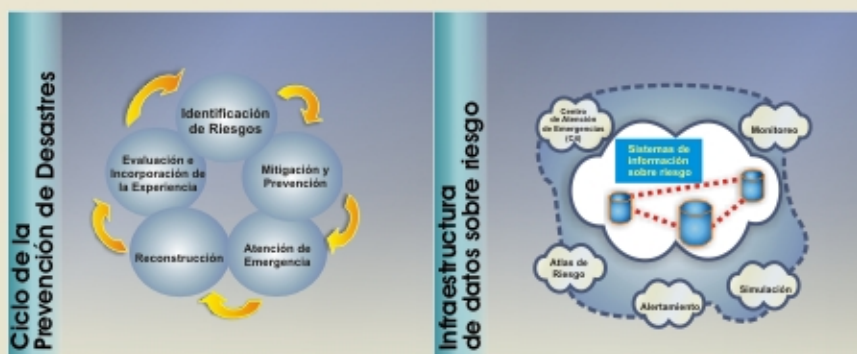 Ciclo de la
Prevención de Desastres
Identificación
de Riesgos
Mitigación y
Prevención
Atención de
Emergencia
Reconstrucción
Evaluación e
Incorporación de
la Experiencia
Infraestructura
de datos sobre riesgo
Centro
de Atención
de Emergencias
Monitoreo
Sistemas de
información
sobre riesgo
Atlas de
Riesgo
Alertamiento
Simulación